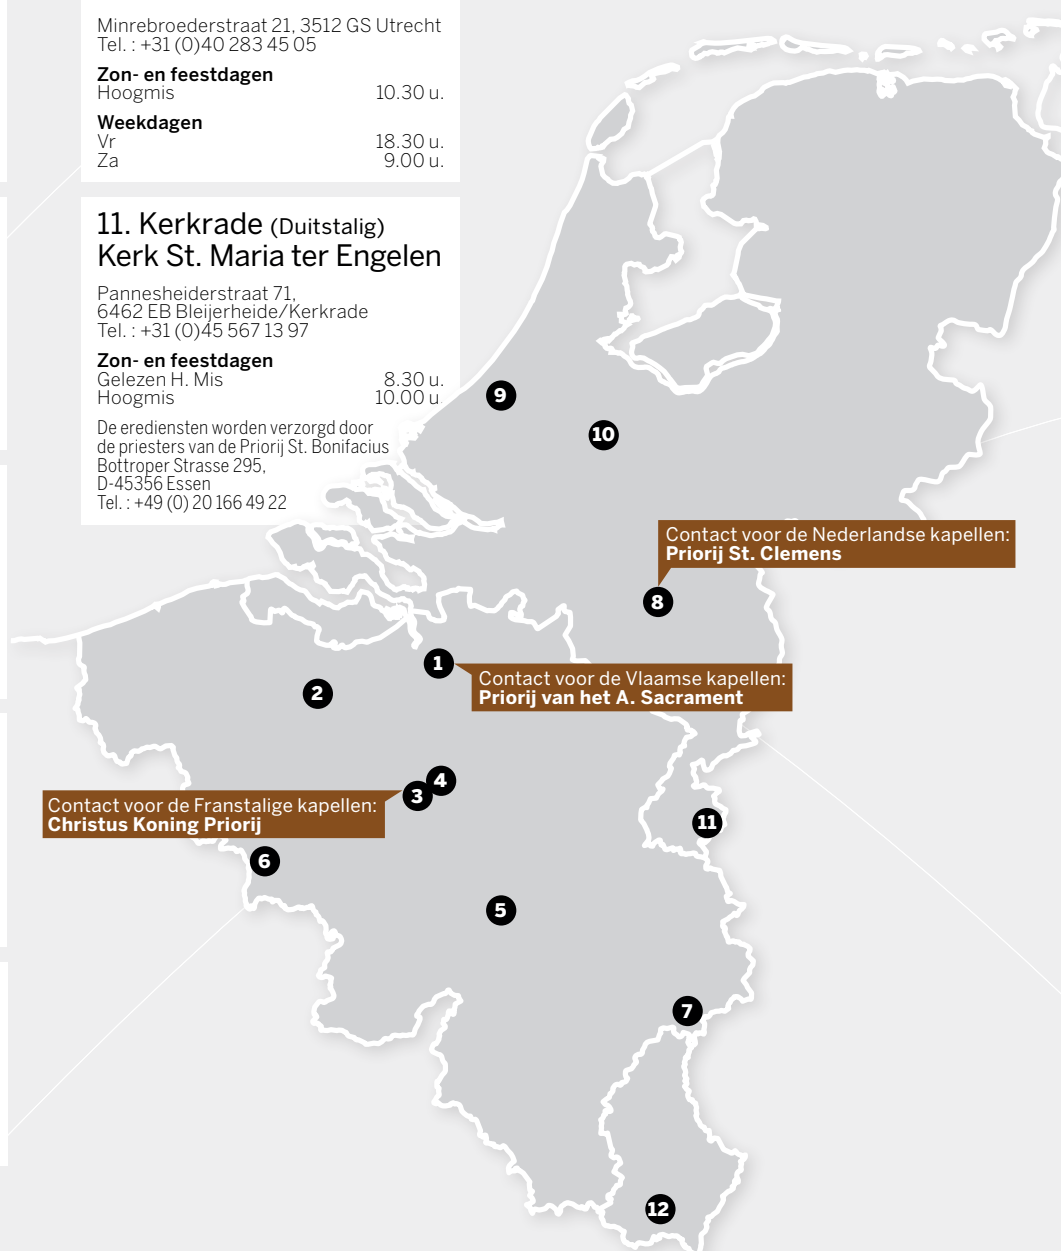 Minrebroederstraat 21, 3512 GS Utrecht
Tel. : +31 (0)40 283 45 05
Zon- en feestdagen
Hoogmis 10.30 u.
Weekdagen
Vr 18.30 u.
Za 9.00 u.
11. Kerkrade (Duitstalig)
Kerk St. Maria ter Engelen
Pannesheiderstraat 71,
6462 EB Bleijerheide/Kerkrade
Tel. : +31 (0)45 567 13 97
Zon- en feestdagen
Gelezen H. Mis 8.30 u.
Hoogmis 10.00 u.
De erediensten worden verzorgd door
de priesters van de Priorij St. Bonifacius
Bottroper Strasse 295,
D-45356 Essen
Tel. : +49 (0) 20 166 49 22
9
10
Contact voor de Nederlandse kapellen:
Priorij St. Clemens
8
1
Contact voor de Vlaamse kapellen:
Priorij van het A. Sacrament
2
4
3
Contact voor de Franstalige kapellen:
Christus Koning Priorij
11
6
5
7
12